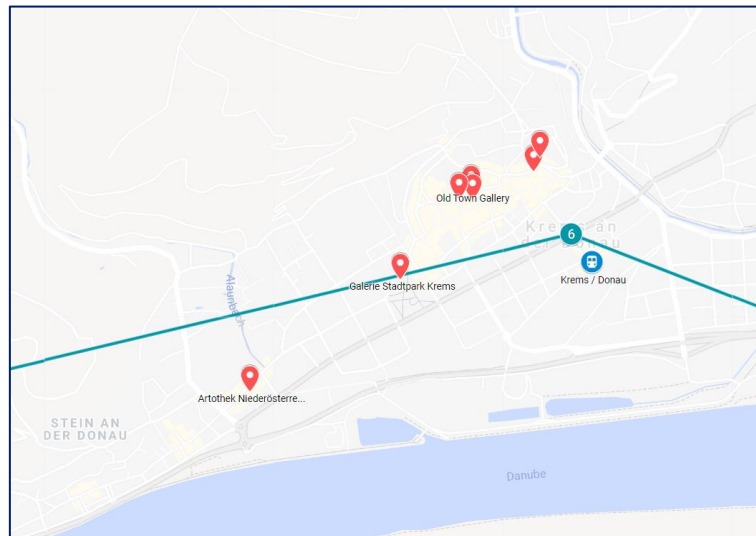 Old Town Gallery
Krems an
der Donau
6
Krems / Donau
Galerie Stadtpark Krems
Alaunbach
Artothek Niederösterre...
STEIN AN
DER DONAU
Danube